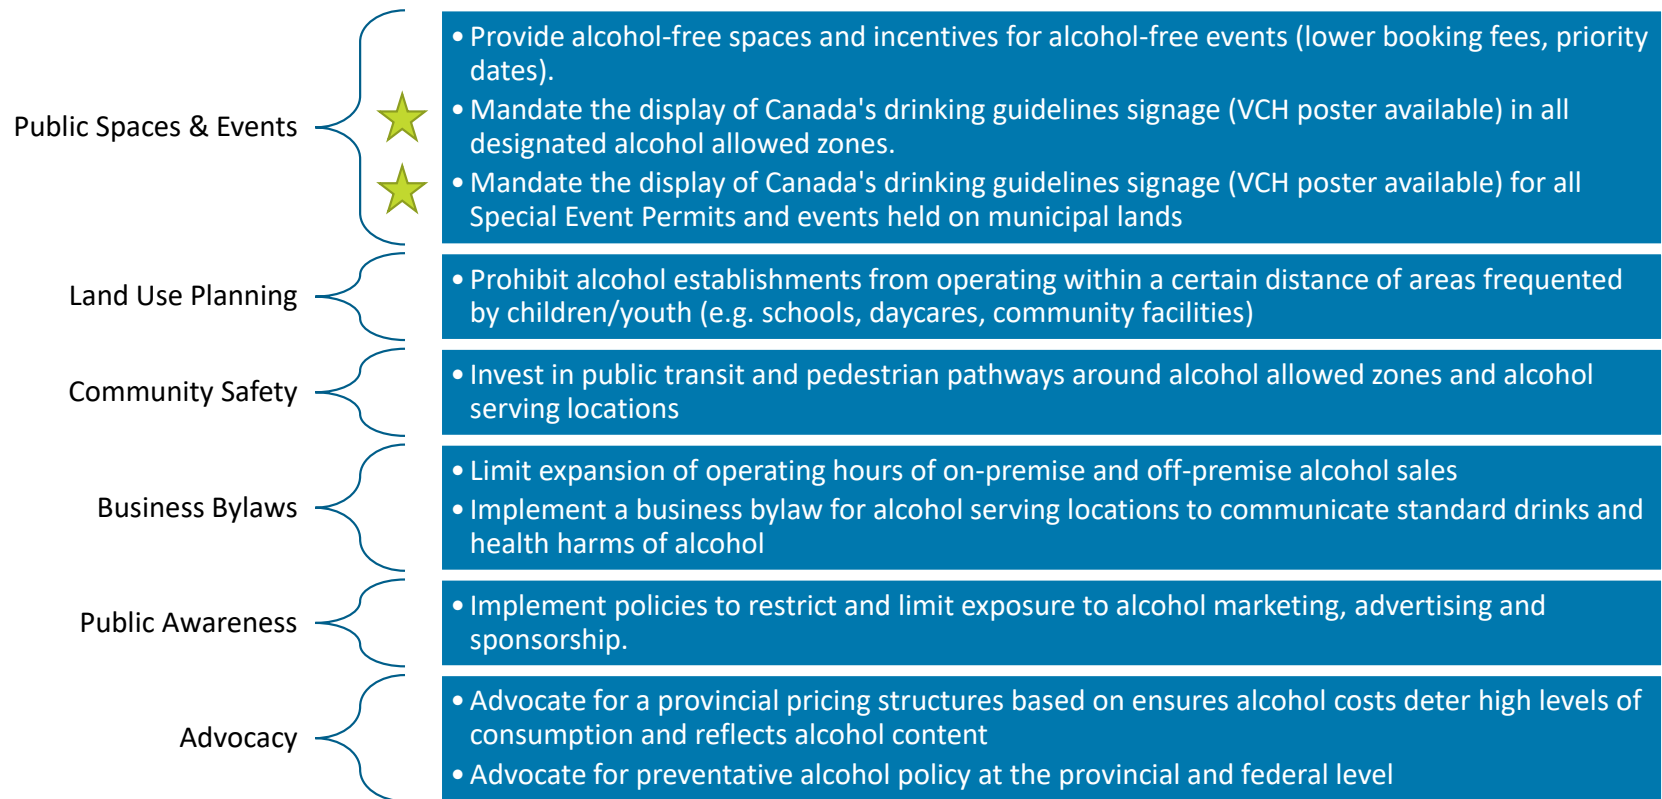 Public Spaces & Events
• Provide alcohol-free spaces and incentives for alcohol-free events (lower booking fees, priority
dates).
• Mandate the display of Canada's drinking guidelines signage (VCH poster available) in all
designated alcohol allowed zones.
• Mandate the display of Canada's drinking guidelines signage (VCH poster available) for all
Special Event Permits and events held on municipal lands
Land Use Planning
• Prohibit alcohol establishments from operating within a certain distance of areas frequented
by children/youth (e.g. schools, daycares, community facilities)
Community Safety
• Invest in public transit and pedestrian pathways around alcohol allowed zones and alcohol
serving locations
Business Bylaws
• Limit expansion of operating hours of on-premise and off-premise alcohol sales
• Implement a business bylaw for alcohol serving locations to communicate standard drinks and
health harms of alcohol
Public Awareness
• Implement policies to restrict and limit exposure to alcohol marketing, advertising and
sponsorship.
Advocacy
• Advocate for a provincial pricing structures based on ensures alcohol costs deter high levels of
consumption and reflects alcohol content
• Advocate for preventative alcohol policy at the provincial and federal level